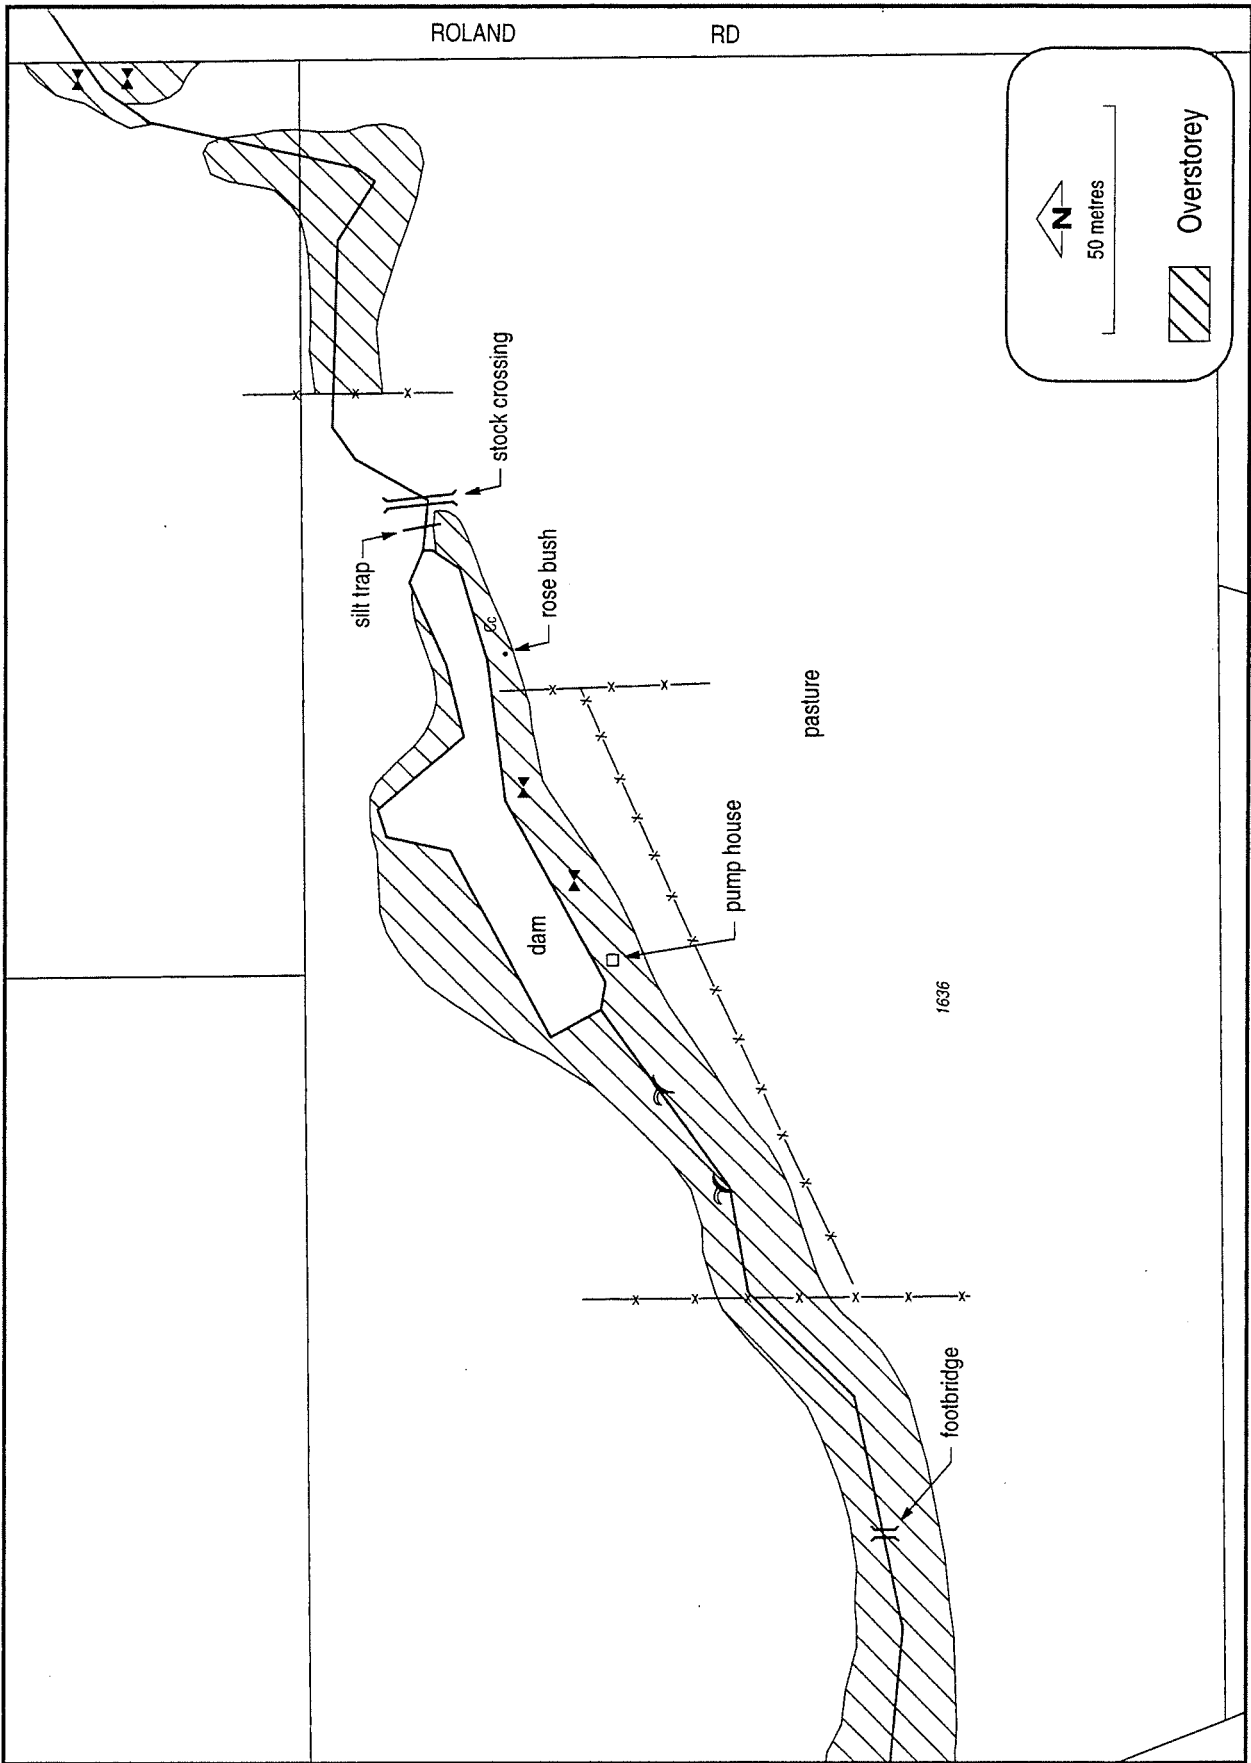 ROLAND RD
N
50 metres
Overstorey
stock crossing
silt trap
rose bush
pasture
pump house
dam
1636
footbridge